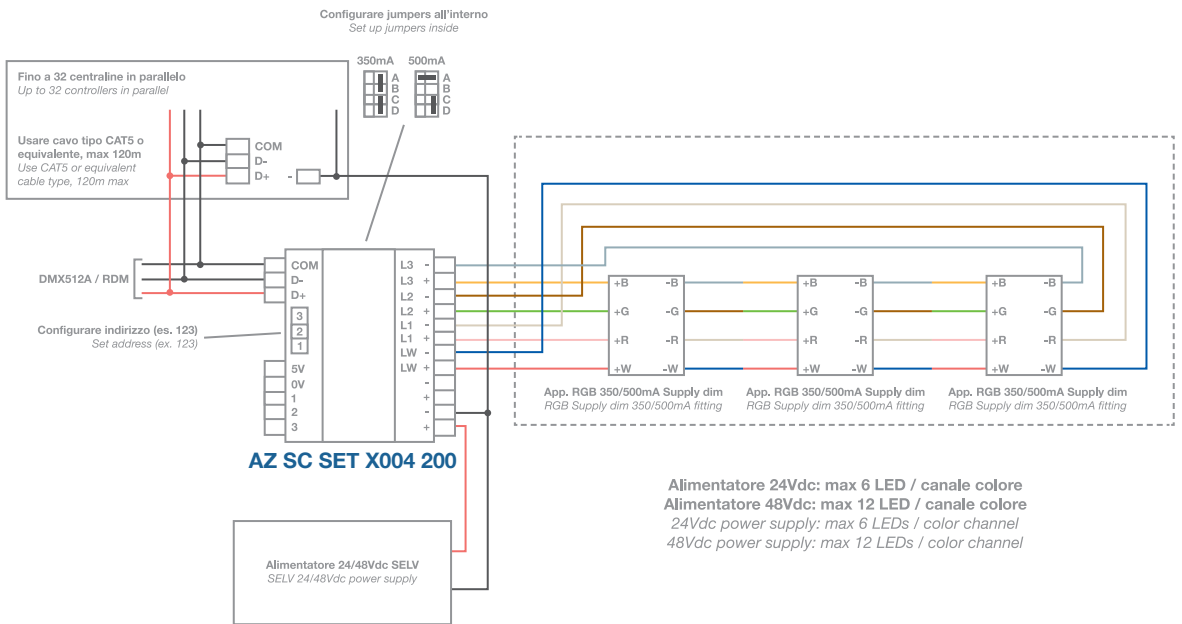 Configurare jumpers all'interno
Set up jumpers inside
350mA 500mA
A A
B B
C C
D D
Fino a 32 centraline in parallelo
Up to 32 controllers in parallel
Usare cavo tipo CAT5 o
equivalente, max 120m
Use CAT5 or equivalent
cable type, 120m max
COM
D-
D+ -
DMX512A / RDM
COM
D-
D+
3
2
1
Configurare indirizzo (es. 123)
Set address (ex. 123)
5V
0V
1
2
3
L3 -
L3 +
L2 -
L2 +
L1 -
L1 +
LW -
LW +
-
+
-
+
AZ SC SET X004 200
+B -B
+G -G
+R -R
+W -W
App. RGB 350/500mA Supply dim
RGB Supply dim 350/500mA fitting
+B -B
+G -G
+R -R
+W -W
App. RGB 350/500mA Supply dim
RGB Supply dim 350/500mA fitting
+B -B
+G -G
+R -R
+W -W
App. RGB 350/500mA Supply dim
RGB Supply dim 350/500mA fitting
Alimentatore 24Vdc: max 6 LED / canale colore
Alimentatore 48Vdc: max 12 LED / canale colore
24Vdc power supply: max 6 LEDs / color channel
48Vdc power supply: max 12 LEDs / color channel
Alimentatore 24/48Vdc SELV
SELV 24/48Vdc power supply